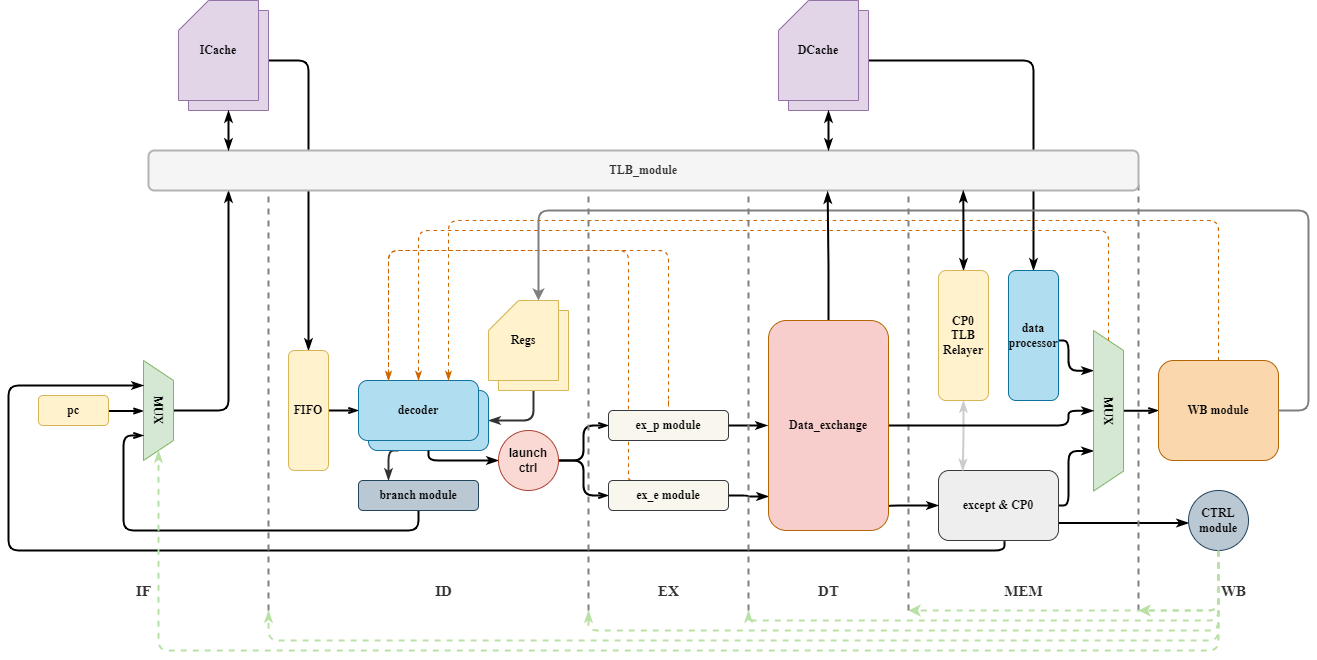 ICache
DCache
TLB_module
CP0
TLB
Relayer
data
processor
Regs
pc
MUX
FIFO
decoder
ex_p module
Data_exchange
MUX
WB module
launch
ctrl
branch module
ex_e module
except & CP0
CTRL
module
IF
ID
EX
DT
MEM
WB